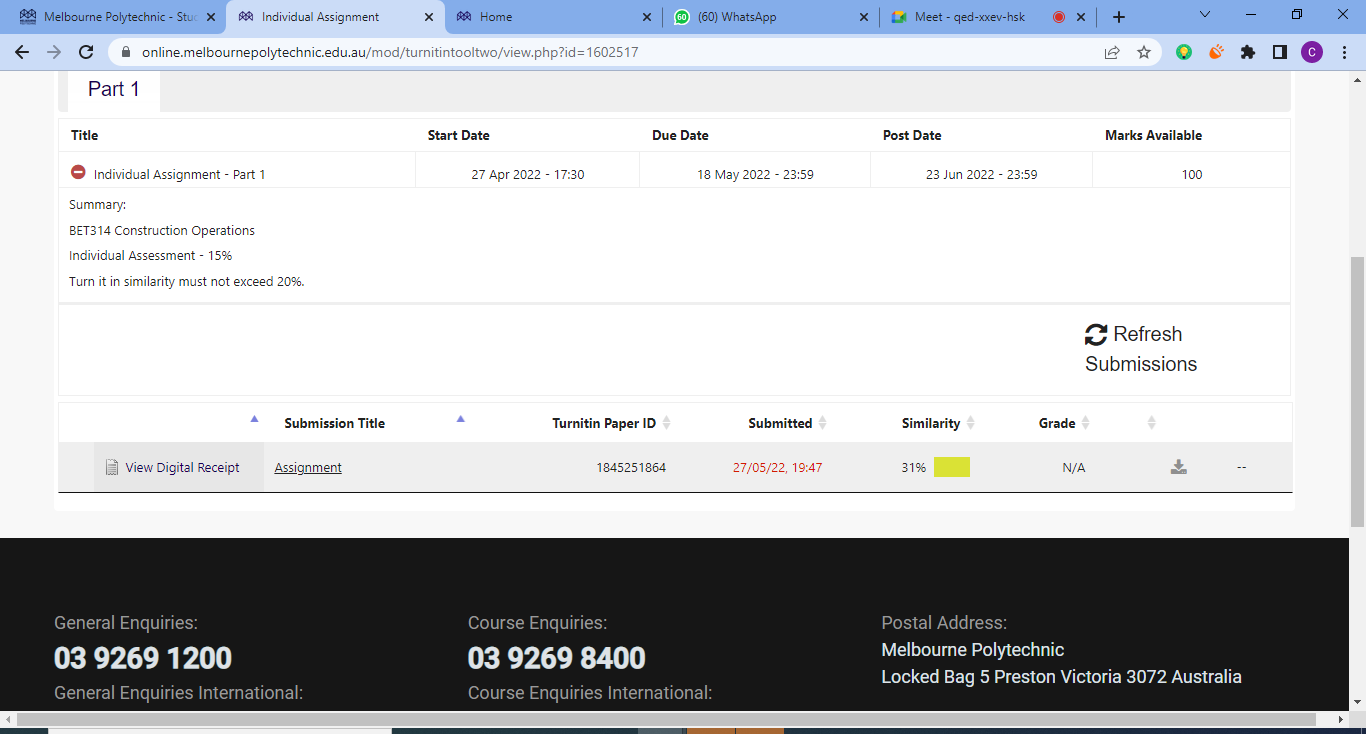 Melbourne Polytechnic - Stud
Individual Assignment
Home
60
(60) WhatsApp
Meet - qed-xxev-hsk
online.melbournepolytechnic.edu.au/mod/turnitintooltwo/view.php?id=1602517
C
Part 1
Title Start Date Due Date Post Date Marks Available
Individual Assignment - Part 1 27 Apr 2022 - 17:30 18 May 2022 - 23:59 23 Jun 2022 - 23:59 100
Summary:
BET314 Construction Operations
Individual Assessment - 15%
Turn it in similarity must not exceed 20%.
Refresh
Submissions
Submission Title Turnitin Paper ID Submitted Similarity Grade
View Digital Receipt Assignment 1845251864 27/05/22, 19:47 31% N/A --
General Enquiries: Course Enquiries: Postal Address:
03 9269 1200 03 9269 8400 Melbourne Polytechnic
Locked Bag 5 Preston Victoria 3072 Australia
General Enquiries International: Course Enquiries International: